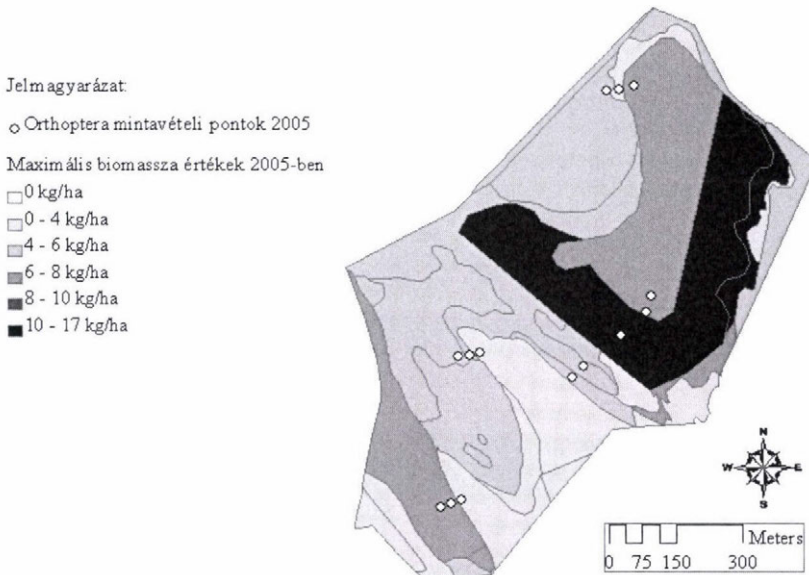 Jelmagyarázat:
Orthoptera mintavételi pontok 2005
Maximális biomassza értékek 2005-ben
0 kg/ha
0 - 4 kg/ha
4 - 6 kg/ha
6 - 8 kg/ha
8 - 10 kg/ha
10 - 17 kg/ha
N
W E
S
Meters
0 75 150 300